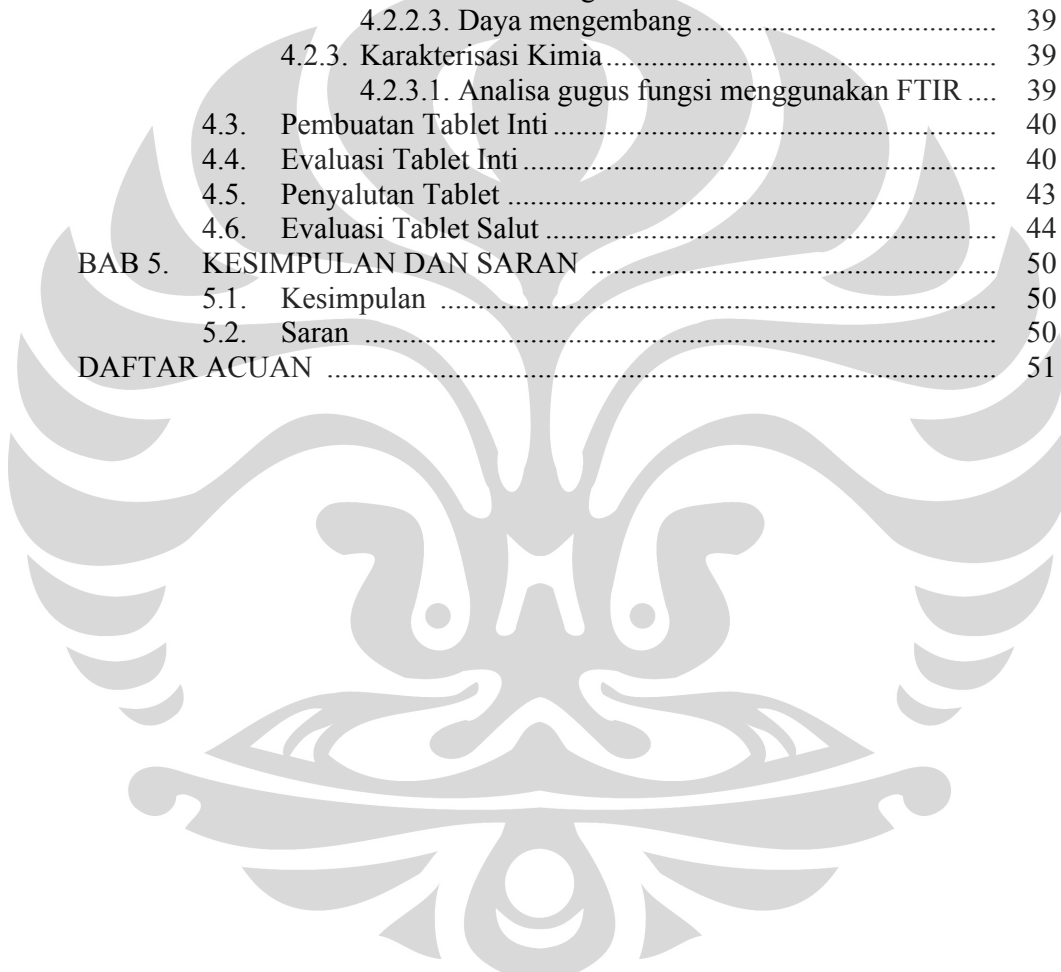 4.2.2.3. Daya mengembang ........................................... 39
4.2.3. Karakterisasi Kimia ....................................................... 39
4.2.3.1. Analisa gugus fungsi menggunakan FTIR .... 39
4.3. Pembuatan Tablet Inti ............................................................... 40
4.4. Evaluasi Tablet Inti ................................................................... 40
4.5. Penyalutan Tablet ..................................................................... 43
4.6. Evaluasi Tablet Salut ................................................................ 44
BAB 5. KESIMPULAN DAN SARAN .......................................................... 50
5.1. Kesimpulan ............................................................................... 50
5.2. Saran ......................................................................................... 50
DAFTAR ACUAN ............................................................................................ 51